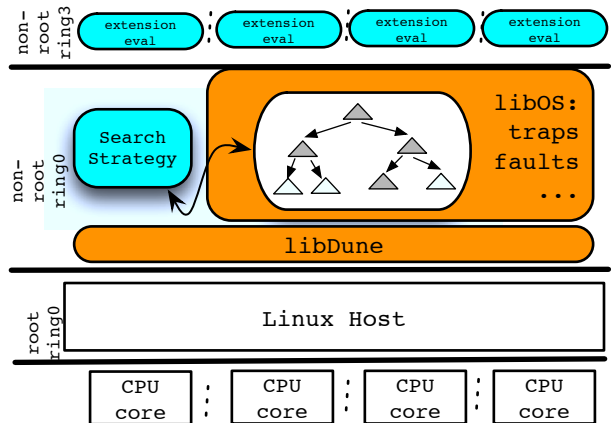 non-
root
ring3
extension
eval
extension
eval
extension
eval
extension
eval
non-
root
ring0
Search
Strategy
libOS:
traps
faults
...
libDune
root
ring0
Linux Host
CPU
core
CPU
core
CPU
core
CPU
core